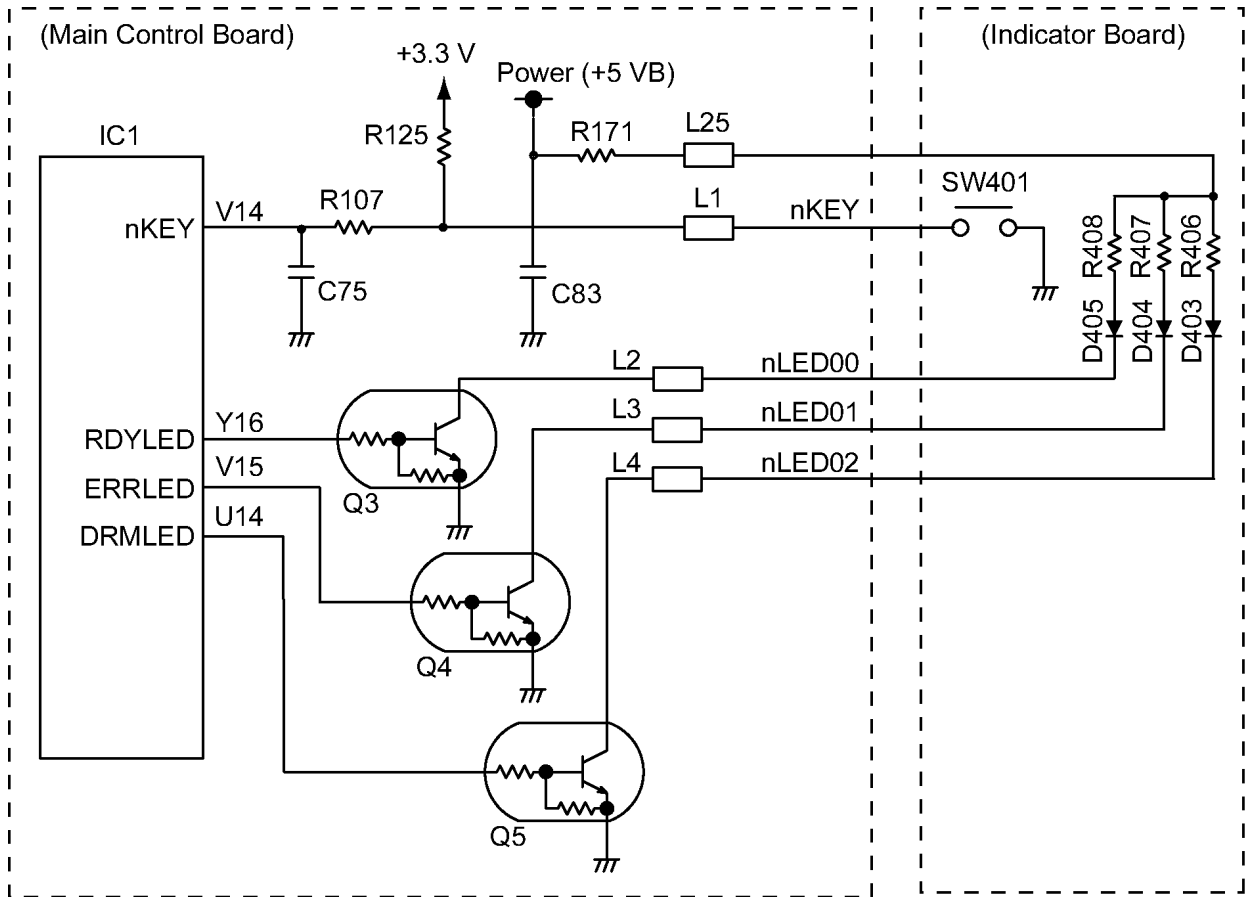 (Main Control Board)
(Indicator Board)
+3.3 V
Power (+5 VB)
IC1
R125
R171
L25
SW401
nKEY
V14
R107
L1
nKEY
C75
C83
R408
R407
R406
D405
D404
D403
L2
nLED00
L3
nLED01
L4
nLED02
RDYLED
Y16
ERRLED
V15
DRMLED
U14
Q3
Q4
Q5